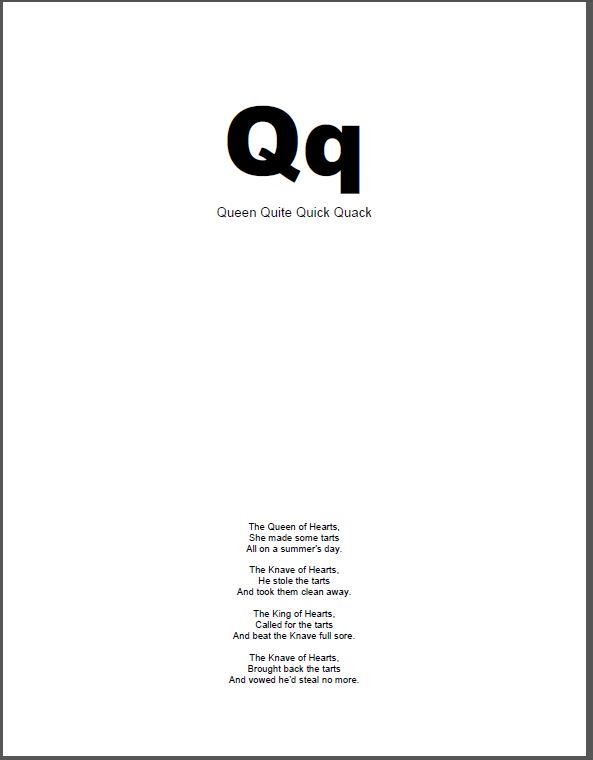 Qq
Queen Quite Quick Quack
The Queen of Hearts,
She made some tarts
All on a summer's day.
The Knave of Hearts,
He stole the tarts
And took them clean away.
The King of Hearts,
Called for the tarts
And beat the Knave full sore.
The Knave of Hearts,
Brought back the tarts
And vowed he'd steal no more.